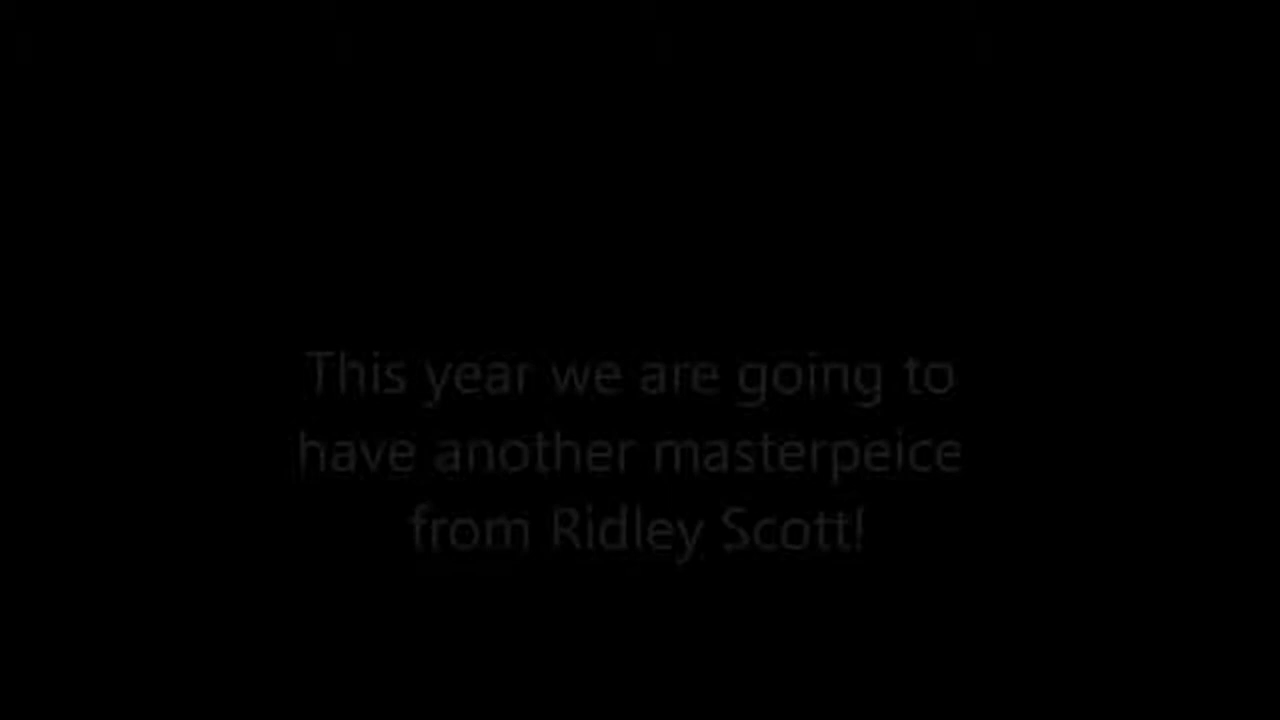 This year we are going to
have another masterpeice
from Ridley Scott!